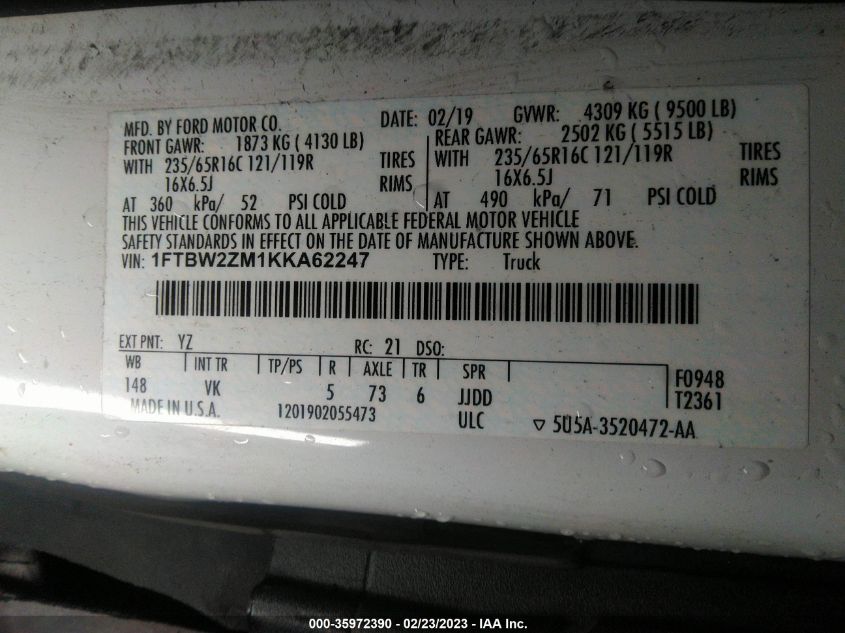 MFD. BY FORD MOTOR CO. DATE: 02/19 GVWR: 4309 KG ( 9500 LB)
FRONT GAWR: 1873 KG ( 4130 LB) REAR GAWR: 2502 KG ( 5515 LB)
WITH 235/65R16C 121/119R TIRES WITH 235/65R16C 121/119R TIRES
16X6.5J RIMS 16X6.5J RIMS
AT 360 kPa/ 52 PSI COLD AT 490 kPa/ 71 PSI COLD
THIS VEHICLE CONFORMS TO ALL APPLICABLE FEDERAL MOTOR VEHICLE
SAFETY STANDARDS IN EFFECT ON THE DATE OF MANUFACTURE SHOWN ABOVE.
VIN: 1FTBW2ZM1KKA62247 TYPE: Truck
EXT PNT: YZ RC: 21 DSO:
WB INT TR TP/PS R AXLE TR SPR F0948
148 VK 5 73 6 JJDD T2361
MADE IN U.S.A. 1201902055473 ULC ▽ 5U5A-3520472-AA
000-35972390 - 02/23/2023 - IAA Inc.